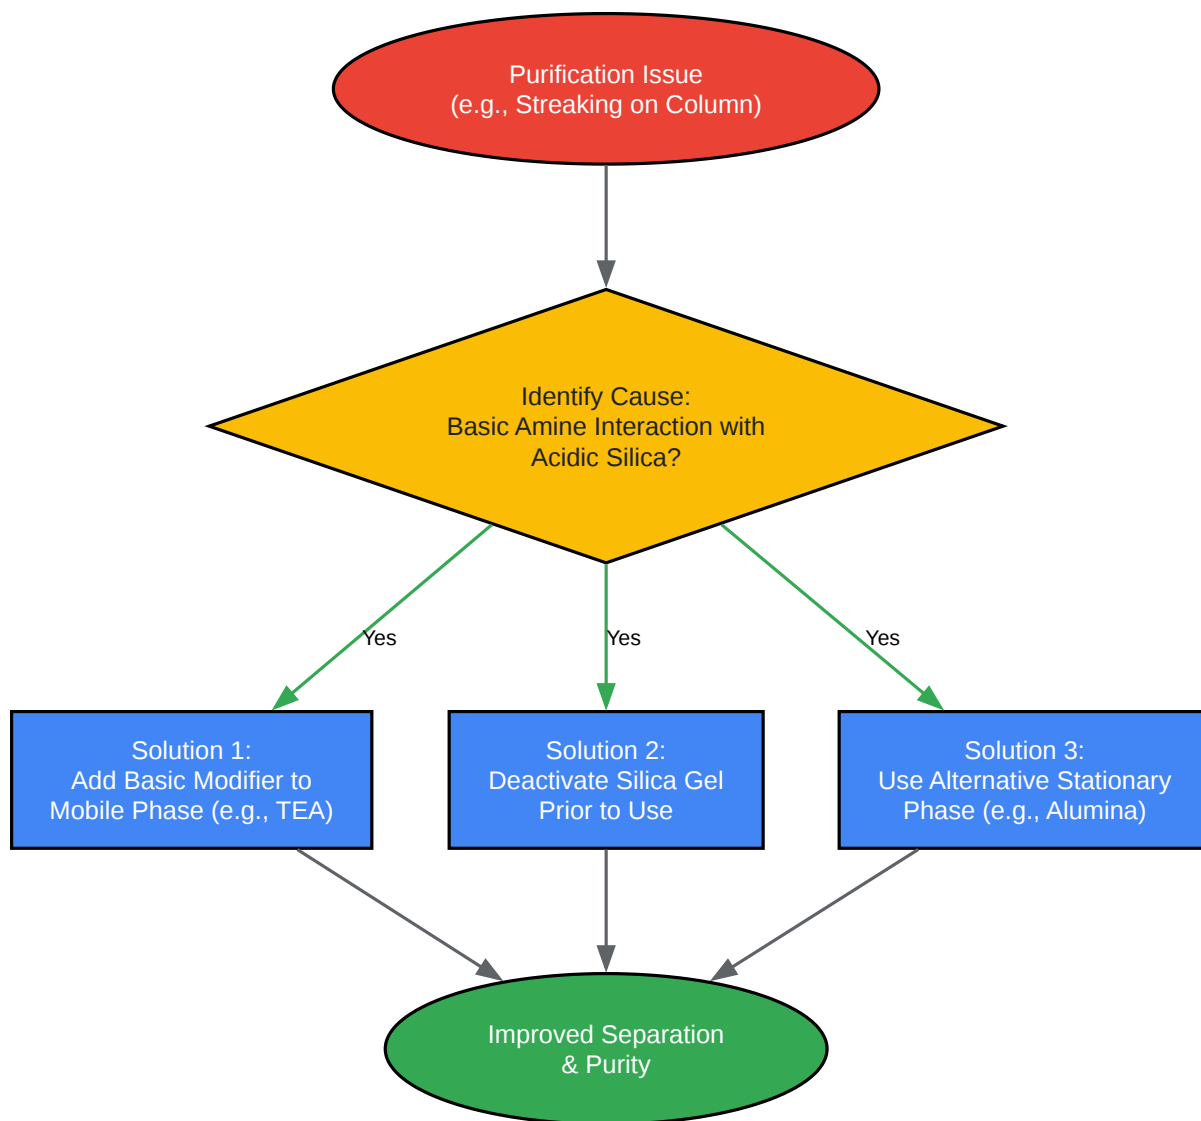 Purification Issue
(e.g., Streaking on Column)
Identify Cause:
Basic Amine Interaction with
Acidic Silica?
Yes
Yes
Yes
Solution 1:
Add Basic Modifier to
Mobile Phase (e.g., TEA)
Solution 2:
Deactivate Silica Gel
Prior to Use
Solution 3:
Use Alternative Stationary
Phase (e.g., Alumina)
Improved Separation
& Purity